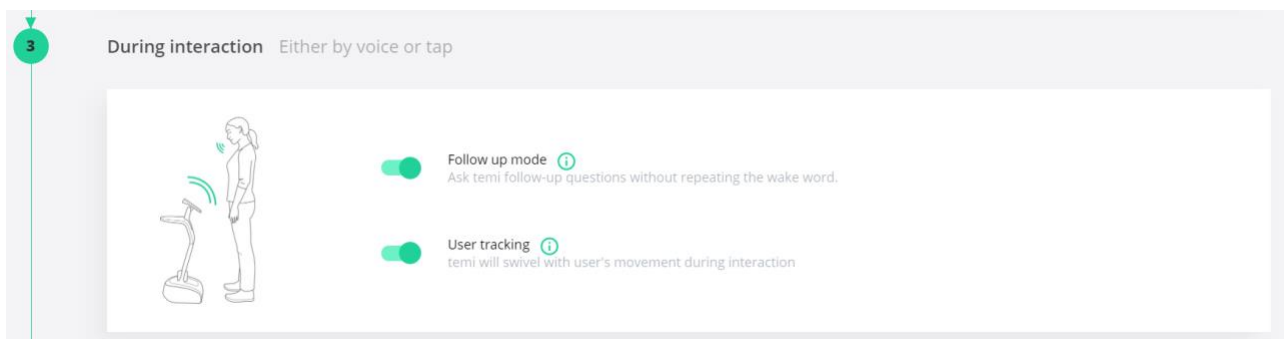 3
During interaction Either by voice or tap
Follow up mode
Ask temi follow-up questions without repeating the wake word.
User tracking
temi will swivel with user's movement during interaction